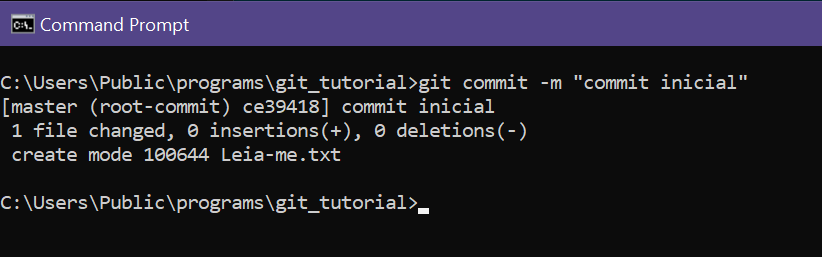 Command Prompt
C:\Users\Public\programs\git_tutorial>git commit -m "commit inicial"
[master (root-commit) ce39418] commit inicial
1 file changed, 0 insertions(+), 0 deletions(-)
create mode 100644 Leia-me.txt
C:\Users\Public\programs\git_tutorial>